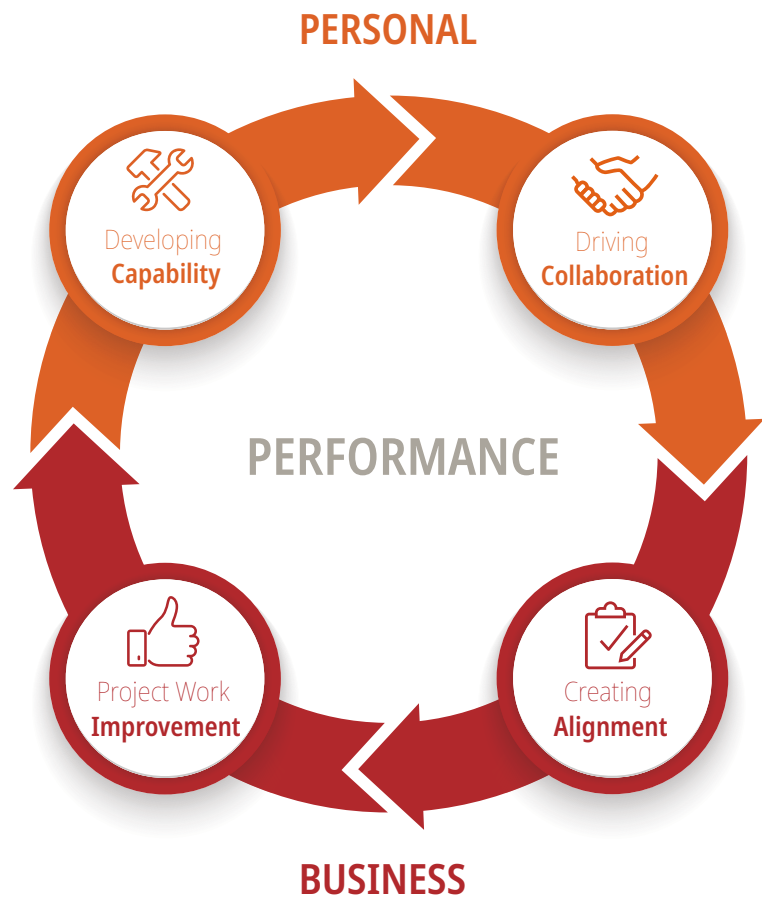 PERSONAL
Developing
Capability
Driving
Collaboration
PERFORMANCE
Project Work
Improvement
Creating
Alignment
BUSINESS